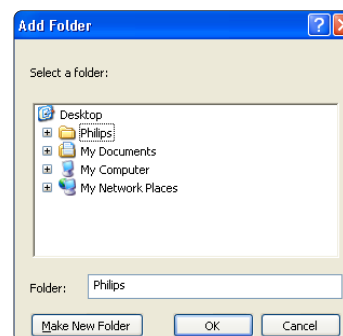 Add Folder
Select a folder:
Desktop
Philips
My Documents
My Computer
My Network Places
Folder: Philips
Make New Folder OK Cancel